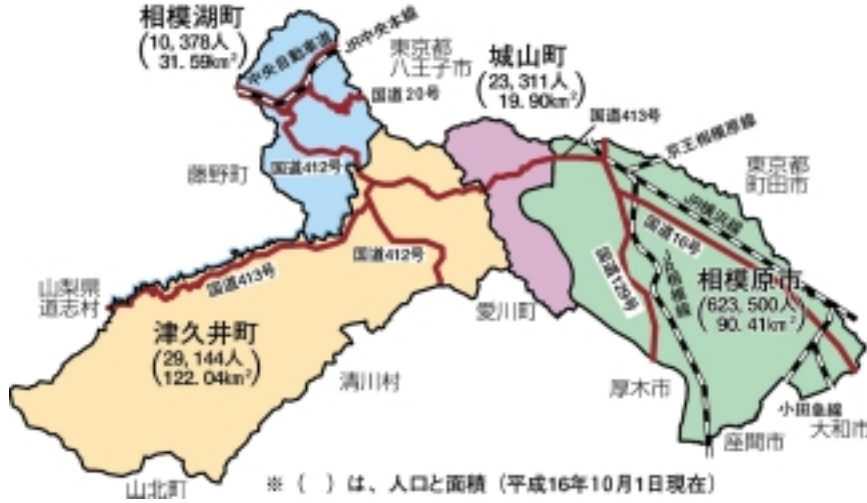 相模湖町
(10,378人
31.59km²)
中央自動車道
JR中央本線
東京都
八王子市
国道20号
城山町
(23,311人
19.90km²)
国道413号
京王相模原線
東京都
町田市
藤野町
国道412号
JR横浜線
国道16号
山梨県
道志村
国道413号
国道412号
愛川町
国道129号
JR相模線
相模原市
(623,500人
90.41km²)
津久井町
(29,144人
122.04km²)
清川村
厚木市
小田急線
大和市
座間市
山北町
※( )は、人口と面積(平成16年10月1日現在)